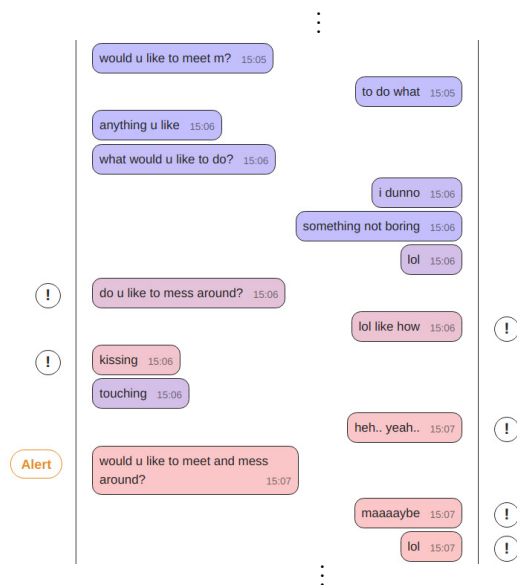 would u like to meet m? 15:05
to do what 15:05
anything u like 15:06
what would u like to do? 15:06
i dunno 15:06
something not boring 15:06
lol 15:06
! do u like to mess around? 15:06
lol like how 15:06 !
! kissing 15:06
touching 15:06
heh.. yeah.. 15:07 !
Alert would u like to meet and mess
around? 15:07
maaaaybe 15:07 !
lol 15:07 !